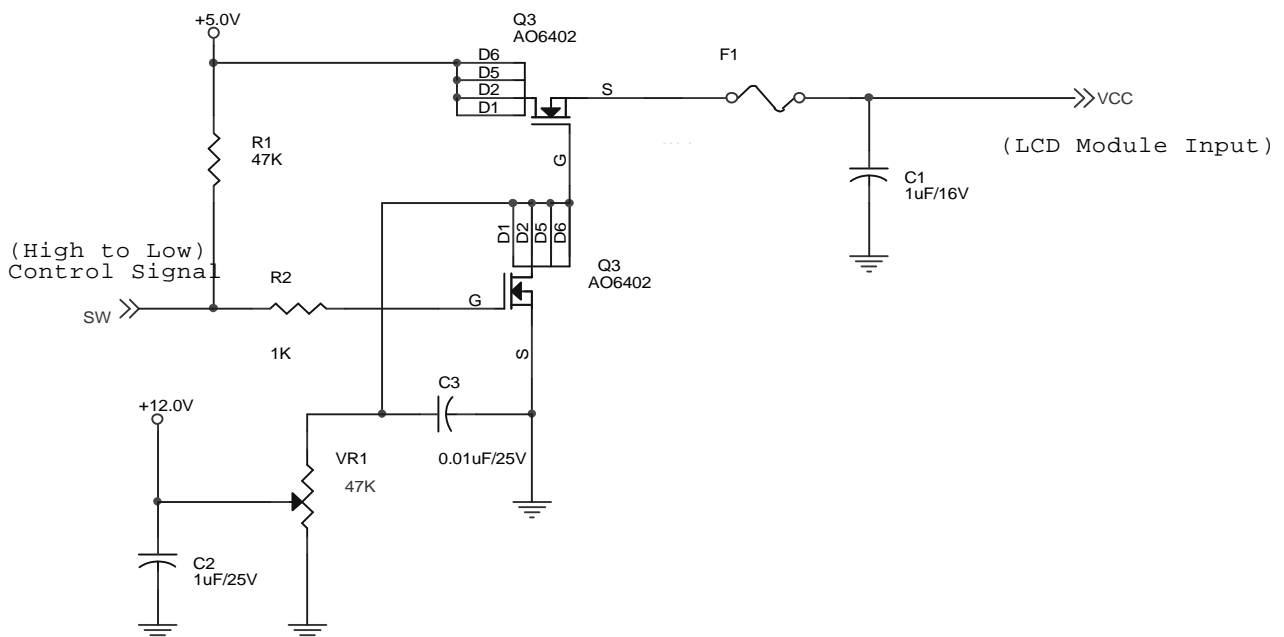 +5.0V
Q3
AO6402
D6
D5
D2
D1
S
G
F1
VCC
(LCD Module Input)
R1
47K
C1
1uF/16V
D1
D2
D5
D6
(High to Low)
Control Signal
SW
R2
1K
G
Q3
AO6402
S
C3
0.01uF/25V
+12.0V
VR1
47K
C2
1uF/25V